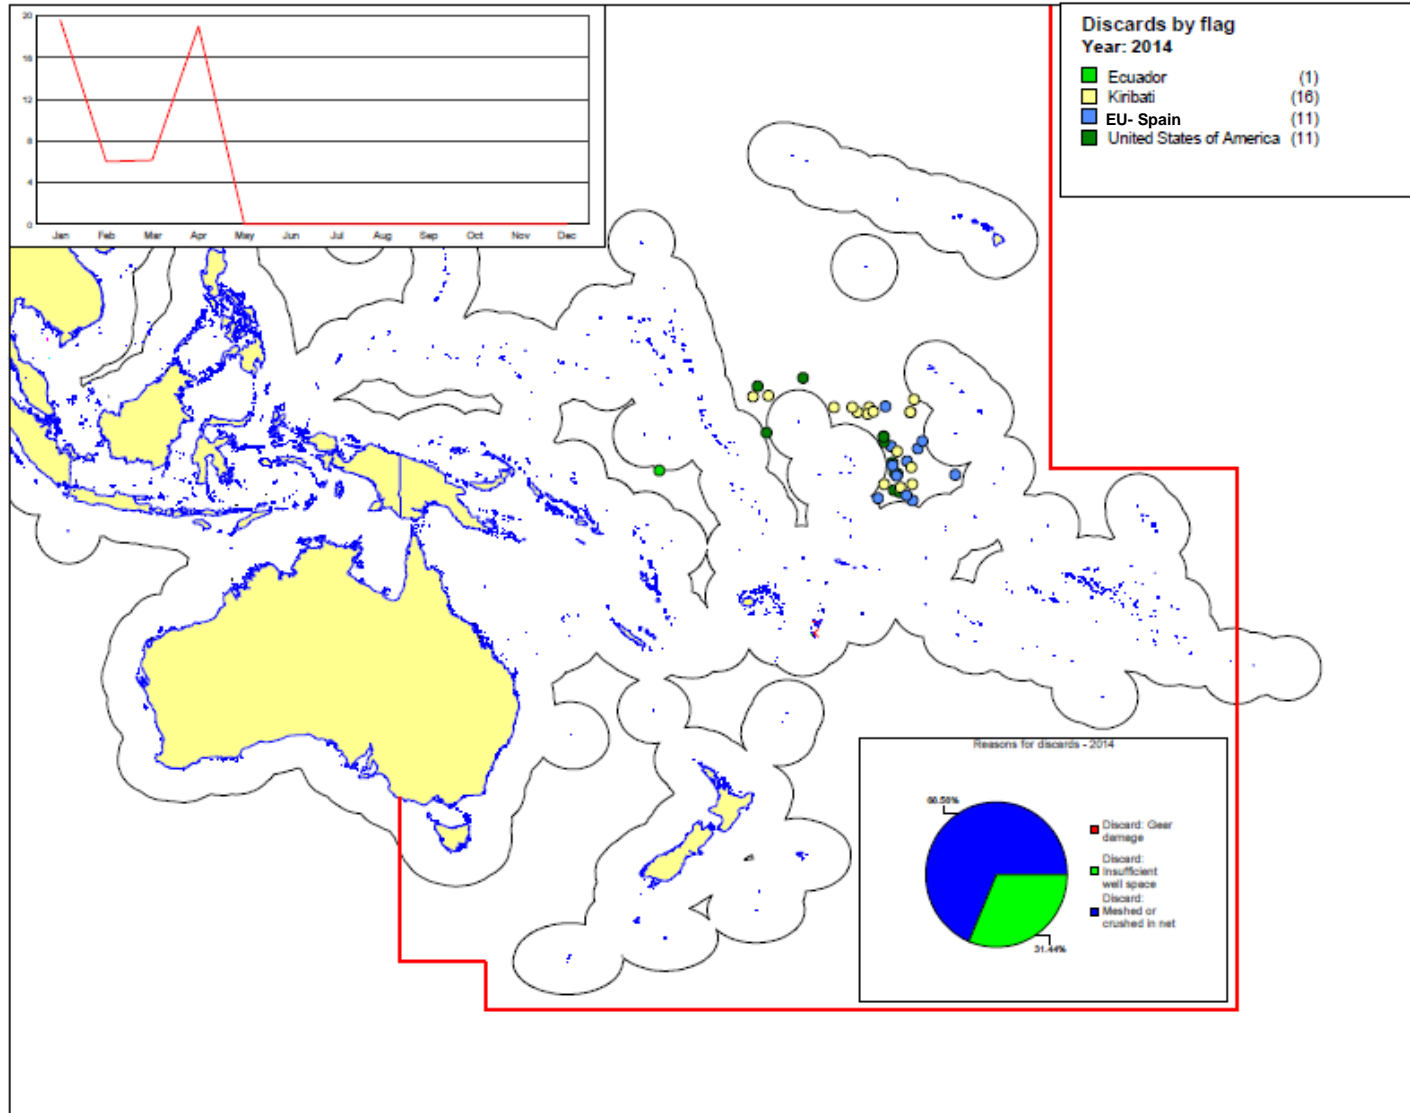 20
16
12
8
4
0
Jan Feb Mar Apr May Jun Jul Aug Sep Oct Nov Dec
Discards by flag
Year: 2014
Ecuador (1)
Kiribati (16)
EU- Spain (11)
United States of America (11)
Reasons for discards - 2014
68.56%
31.44%
Discard: Gear
damage
Discard:
Insufficient
well space
Discard:
Meshed or
crushed in net